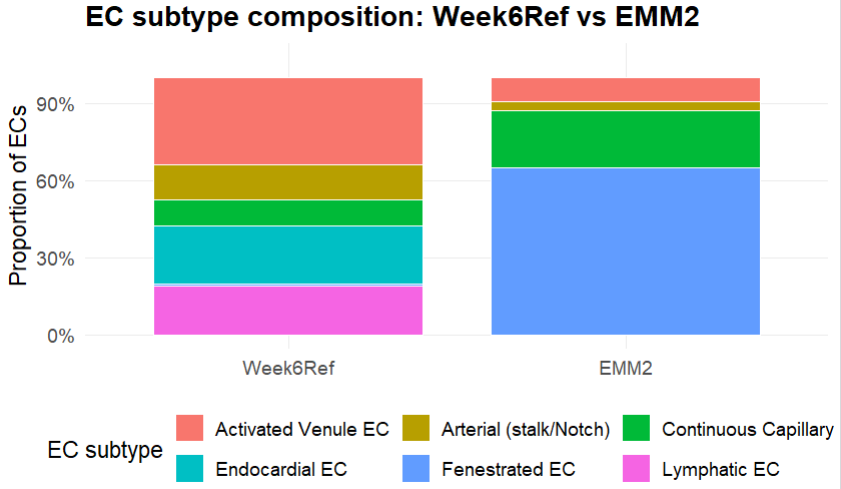 EC subtype composition: Week6Ref vs EMM2
Proportion of ECs
90%
60%
30%
0%
Week6Ref EMM2
EC subtype
Activated Venule EC Arterial (stalk/Notch) Continuous Capillary
Endocardial EC Fenestrated EC Lymphatic EC